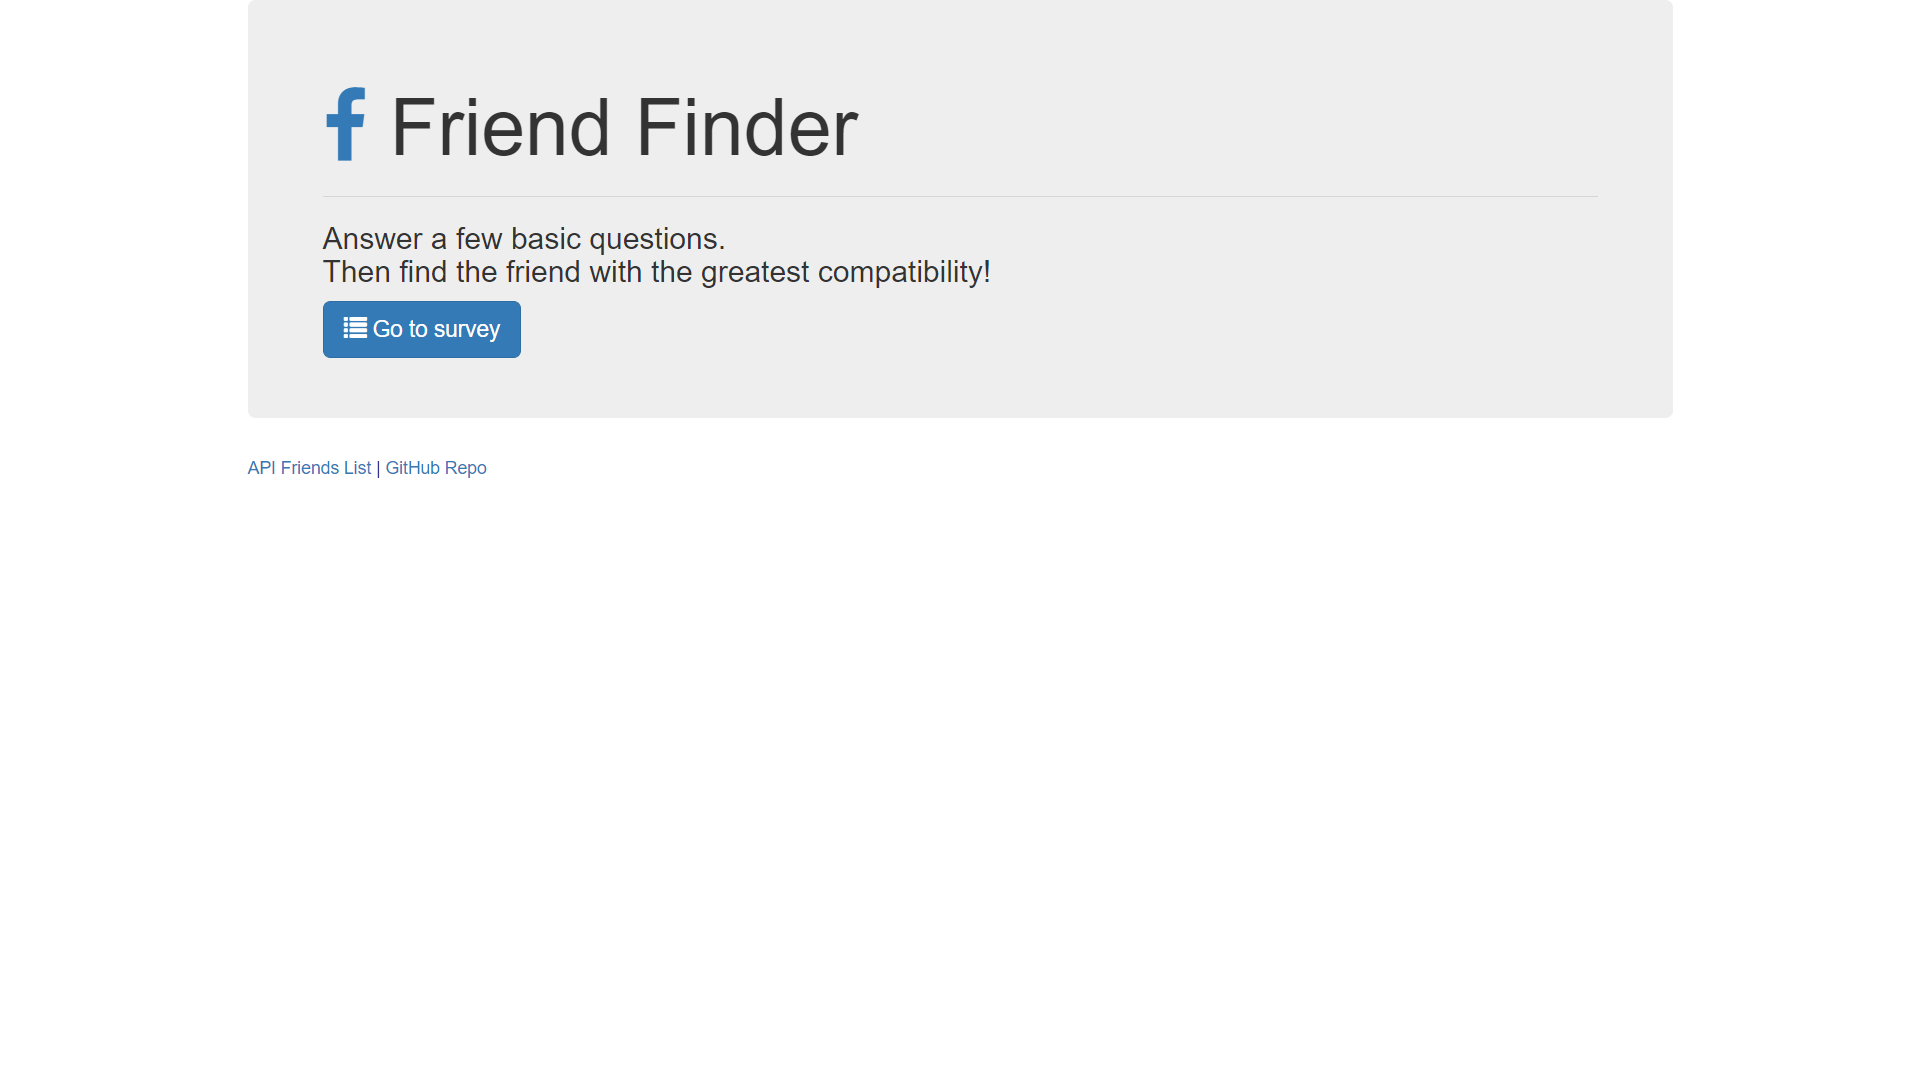 f Friend Finder
Answer a few basic questions.
Then find the friend with the greatest compatibility!
Go to survey
API Friends List | GitHub Repo